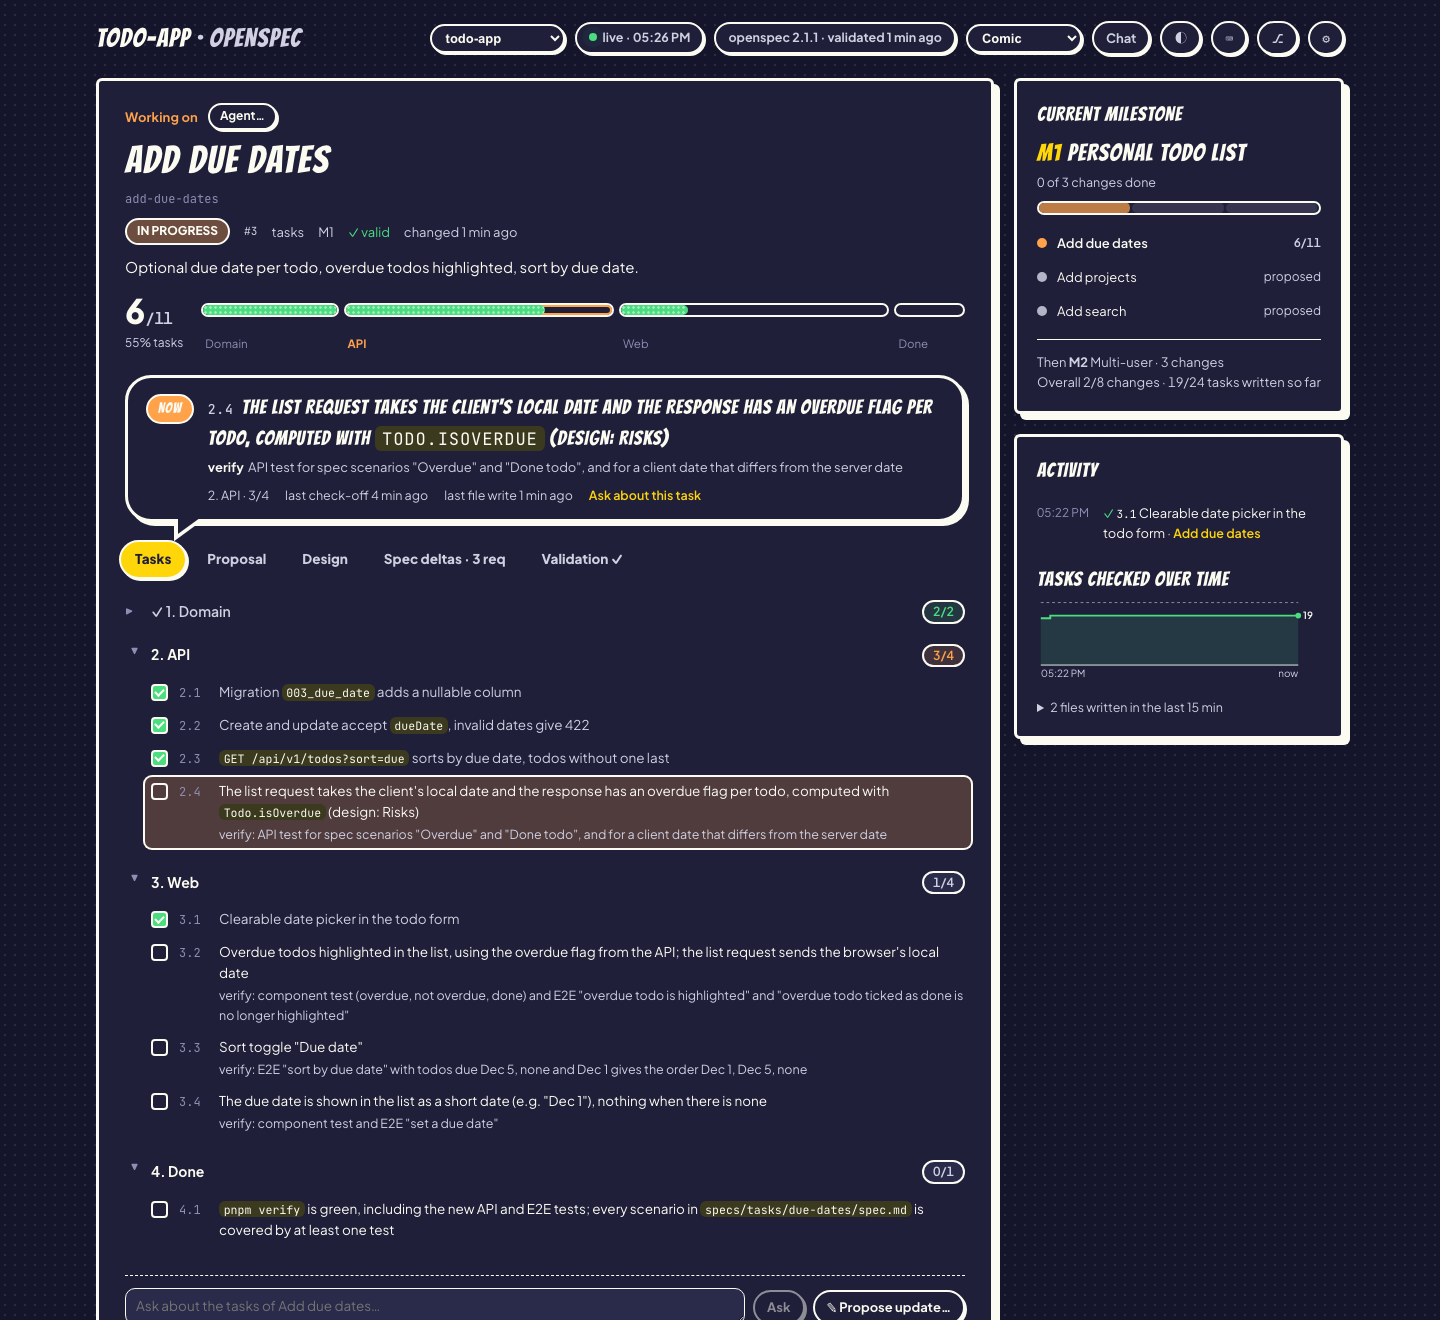 TODO-APP · OPENSPEC
todo-app
live · 05:26 PM
openspec 2.1.1 · validated 1 min ago
Comic
Chat
Working on
Agent…
ADD DUE DATES
add-due-dates
IN PROGRESS #3 tasks M1 ✓ valid changed 1 min ago
Optional due date per todo, overdue todos highlighted, sort by due date.
6/11
55% tasks
Domain
API
Web
Done
NOW
2.4 THE LIST REQUEST TAKES THE CLIENT'S LOCAL DATE AND THE RESPONSE HAS AN OVERDUE FLAG PER
TODO, COMPUTED WITH TODO.ISOVERDUE (DESIGN: RISKS)
verify API test for spec scenarios "Overdue" and "Done todo", and for a client date that differs from the server date
2. API · 3/4 last check-off 4 min ago last file write 1 min ago Ask about this task
Tasks
Proposal
Design
Spec deltas · 3 req
Validation ✓
✓ 1. Domain 2/2
2. API 3/4
2.1 Migration 003_due_date adds a nullable column
2.2 Create and update accept dueDate, invalid dates give 422
2.3 GET /api/v1/todos?sort=due sorts by due date, todos without one last
2.4 The list request takes the client's local date and the response has an overdue flag per todo, computed with
Todo.isOverdue (design: Risks)
verify: API test for spec scenarios "Overdue" and "Done todo", and for a client date that differs from the server date
3. Web 1/4
3.1 Clearable date picker in the todo form
3.2 Overdue todos highlighted in the list, using the overdue flag from the API; the list request sends the browser's local
date
verify: component test (overdue, not overdue, done) and E2E "overdue todo is highlighted" and "overdue todo ticked as done is
no longer highlighted"
3.3 Sort toggle "Due date"
verify: E2E "sort by due date" with todos due Dec 5, none and Dec 1 gives the order Dec 1, Dec 5, none
3.4 The due date is shown in the list as a short date (e.g. "Dec 1"), nothing when there is none
verify: component test and E2E "set a due date"
4. Done 0/1
4.1 pnpm verify is green, including the new API and E2E tests; every scenario in specs/tasks/due-dates/spec.md is
covered by at least one test
Ask about the tasks of Add due dates…
Ask
✎ Propose update…
CURRENT MILESTONE
M1 PERSONAL TODO LIST
0 of 3 changes done
Add due dates 6/11
Add projects proposed
Add search proposed
Then M2 Multi-user · 3 changes
Overall 2/8 changes · 19/24 tasks written so far
ACTIVITY
05:22 PM ✓ 3.1 Clearable date picker in the
todo form · Add due dates
TASKS CHECKED OVER TIME
19
05:22 PM now
2 files written in the last 15 min